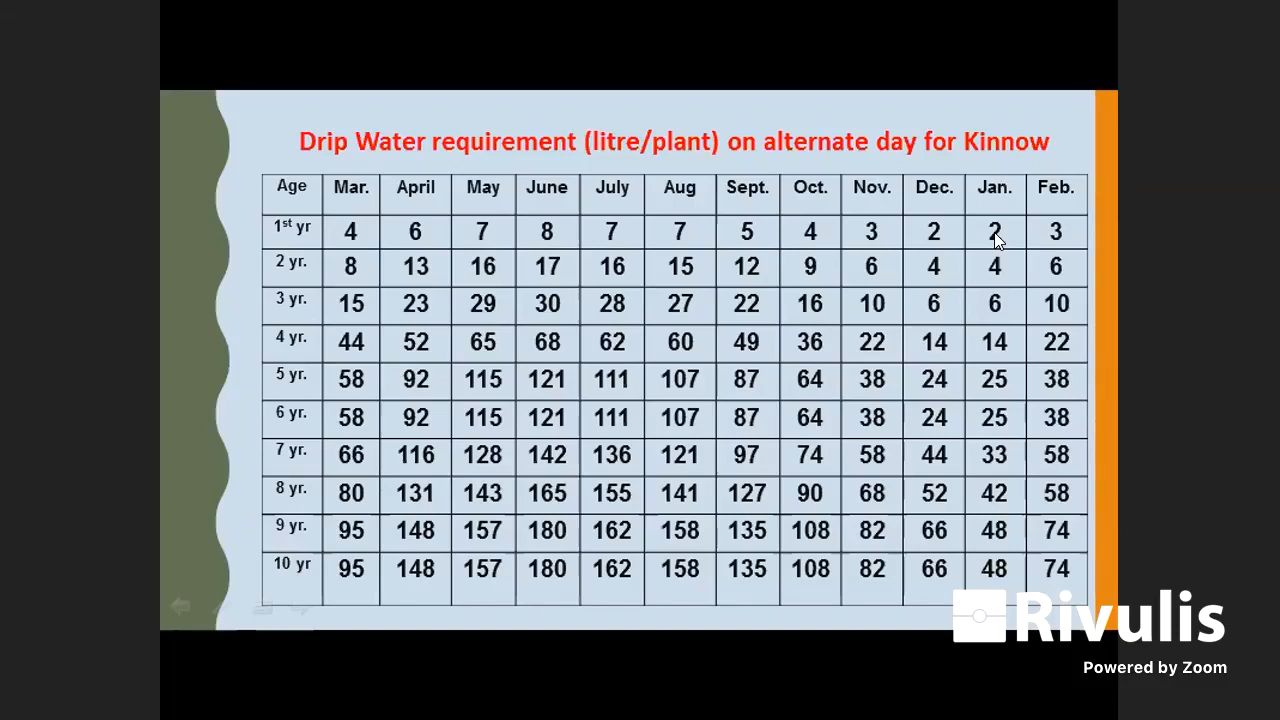 Drip Water requirement (litre/plant) on alternate day for Kinnow
Age Mar. April May June July Aug Sept. Oct. Nov. Dec. Jan. Feb.
1st yr 4 6 7 8 7 7 5 4 3 2 2 3
2 yr. 8 13 16 17 16 15 12 9 6 4 4 6
3 yr. 15 23 29 30 28 27 22 16 10 6 6 10
4 yr. 44 52 65 68 62 60 49 36 22 14 14 22
5 yr. 58 92 115 121 111 107 87 64 38 24 25 38
6 yr. 58 92 115 121 111 107 87 64 38 24 25 38
7 yr. 66 116 128 142 136 121 97 74 58 44 33 58
8 yr. 80 131 143 165 155 141 127 90 68 52 42 58
9 yr. 95 148 157 180 162 158 135 108 82 66 48 74
10 yr 95 148 157 180 162 158 135 108 82 66 48 74
Rivulis
Powered by Zoom